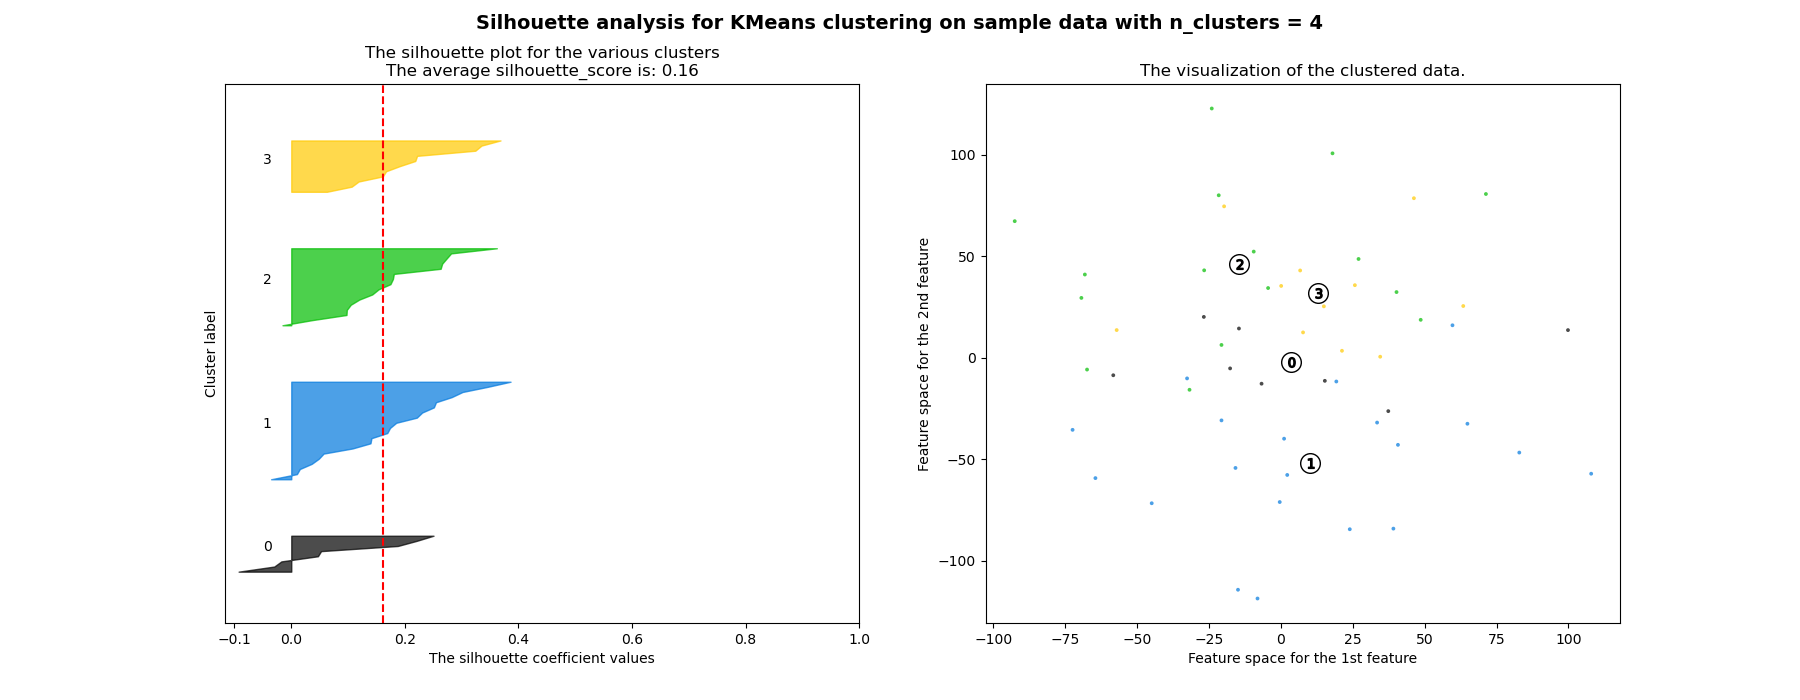 Silhouette analysis for KMeans clustering on sample data with n_clusters = 4
The silhouette plot for the various clusters
The average silhouette_score is: 0.16
Cluster label
3
2
1
0
−0.1 0.0 0.2 0.4 0.6 0.8 1.0
The silhouette coefficient values
The visualization of the clustered data.
Feature space for the 2nd feature
100
50
0
−50
−100
2
3
0
1
−100 −75 −50 −25 0 25 50 75 100
Feature space for the 1st feature